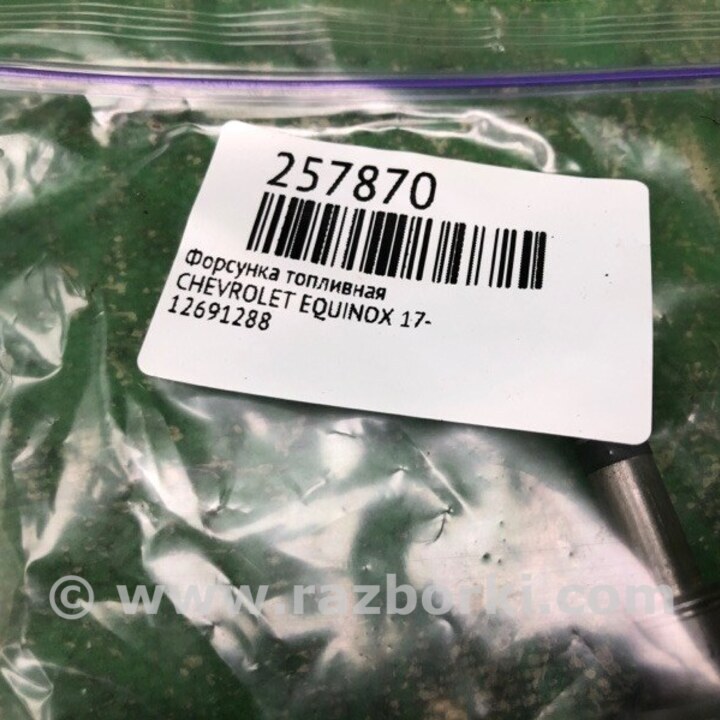 257870
Форсунка топливная
CHEVROLET EQUINOX 17-
12691288
© www.razborki.com